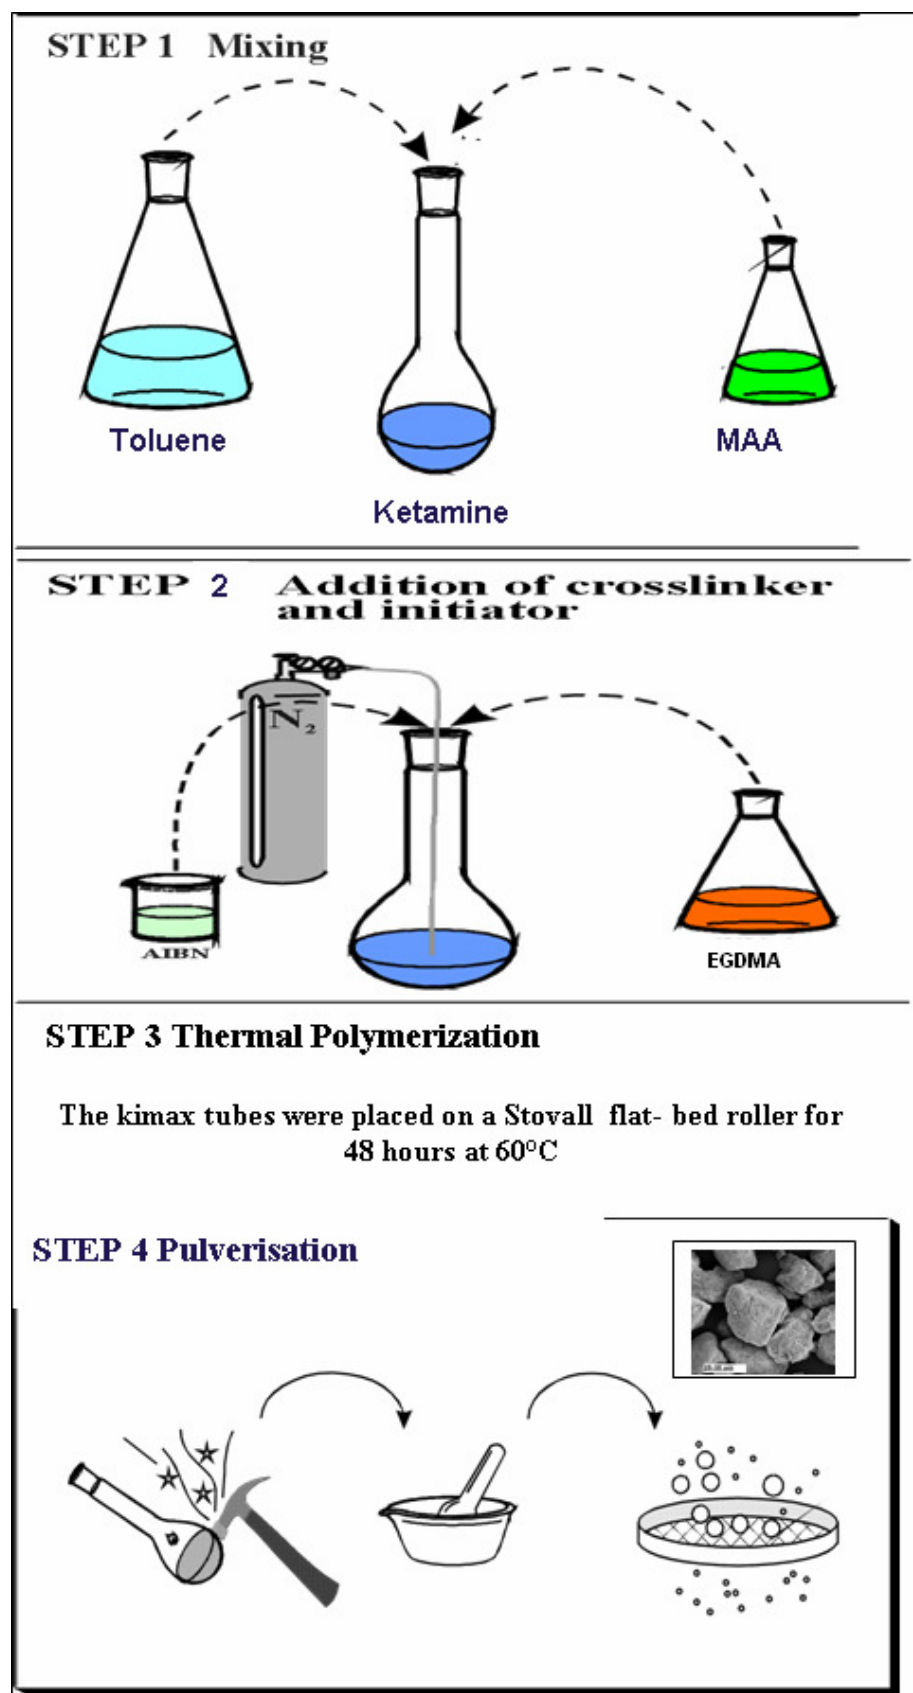 STEP 1 Mixing
Toluene
MAA
Ketamine
STEP 2 Addition of crosslinker
and initiator
N2
AIBN
EGDMA
STEP 3 Thermal Polymerization
The kimax tubes were placed on a Stovall flat- bed roller for
48 hours at 60°C
STEP 4 Pulverisation